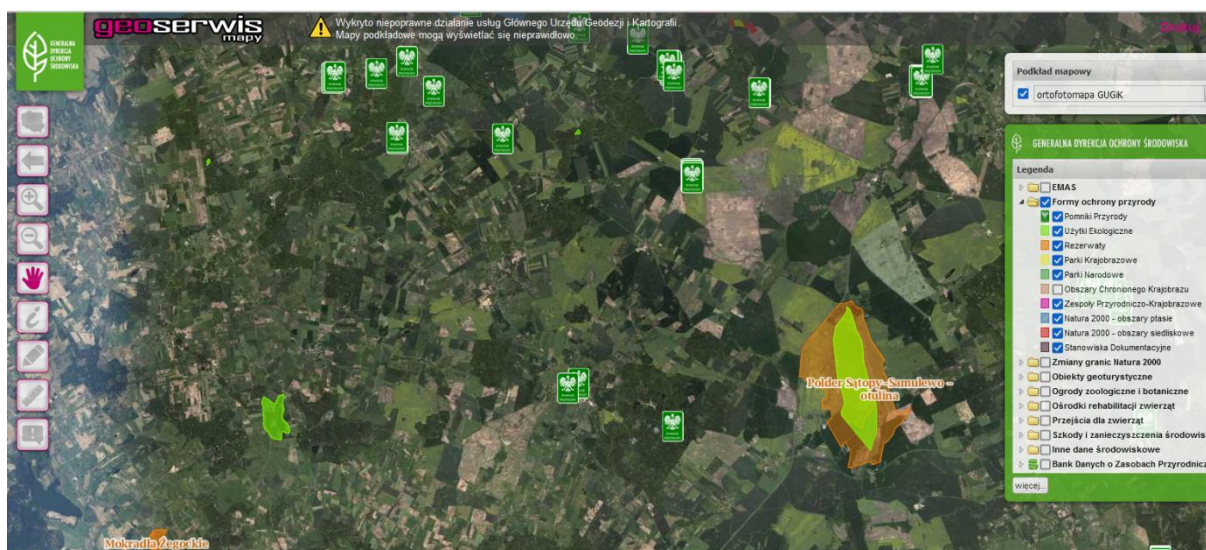 GENERALNA
DYREKCJA
OCHRONY
ŚRODOWISKA
geoserwis
mapy
Wykryto niepoprawne działanie usług Głównego Urzędu Geodezji i Kartografii.
Mapy podkładowe mogą wyświetlać się nieprawidłowo.
Podkład mapowy
ortofotomapa GUGiK
GENERALNA DYREKCJA OCHRONY ŚRODOWISKA
Legenda
EMAS
Formy ochrony przyrody
Pomniki Przyrody
Użytki Ekologiczne
Rezerwaty
Parki Krajobrazowe
Parki Narodowe
Obszary Chronionego Krajobrazu
Zespoły Przyrodniczo-Krajobrazowe
Natura 2000 - obszary ptasie
Natura 2000 - obszary siedliskowe
Stanowiska Dokumentacyjne
Zmiany granic Natura 2000
Obiekty geoturystyczne
Ogrody zoologiczne i botaniczne
Ośrodki rehabilitacji zwierząt
Przejścia dla zwierząt
Szkody i zanieczyszczenia środowis
Inne dane środowiskowe
Bank Danych o Zasobach Przyrodnicz
więcej...
Polder Sątopy-Samulewo –
otulina
Mokradła Żegockie